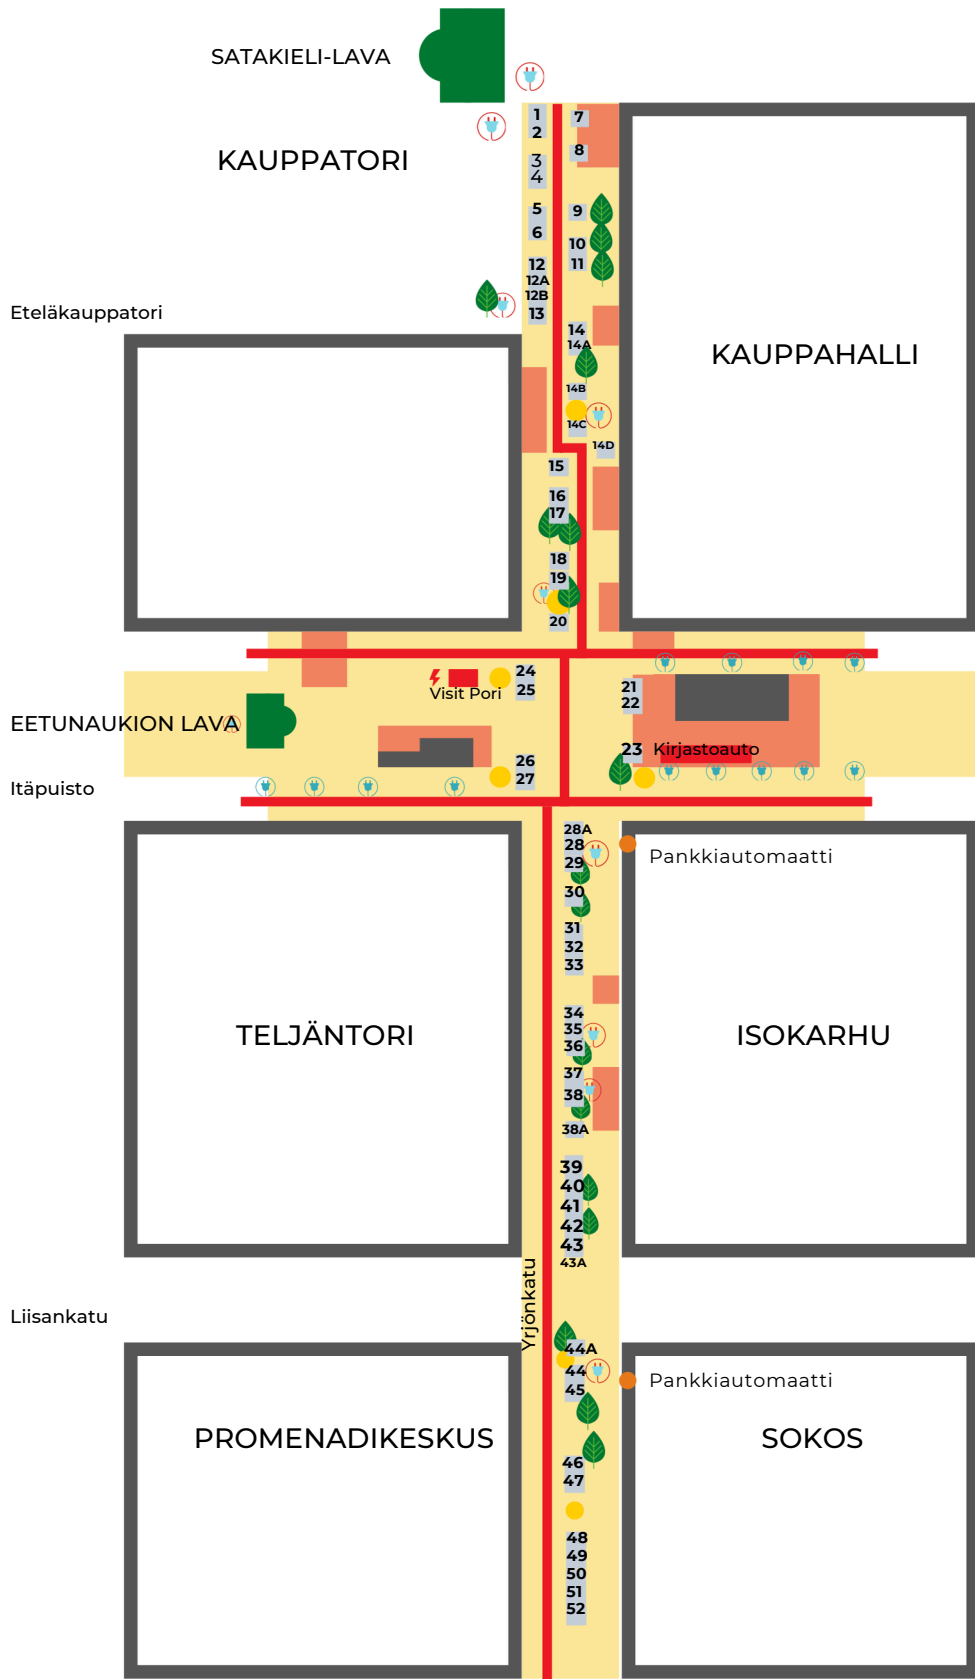 SATAKIELI-LAVA
1
7
2
8
KAUPPATORI
3
4
5
9
6
10
12
11
12A
12B
13
Eteläkauppatori
14
14A
KAUPPAHALLI
14B
14C
14D
15
16
17
18
19
20
24
25
Visit Pori
21
22
EETUNAUKION LAVA
23
Kirjastoauto
26
27
Itäpuisto
28A
28
Pankkiautomaatti
29
30
31
32
33
34
35
TELJÄNTORI
ISOKARHU
36
37
38
38A
39
40
41
42
43
43A
Yrjönkatu
Liisankatu
44A
44
Pankkiautomaatti
45
PROMENADIKESKUS
SOKOS
46
47
48
49
50
51
52